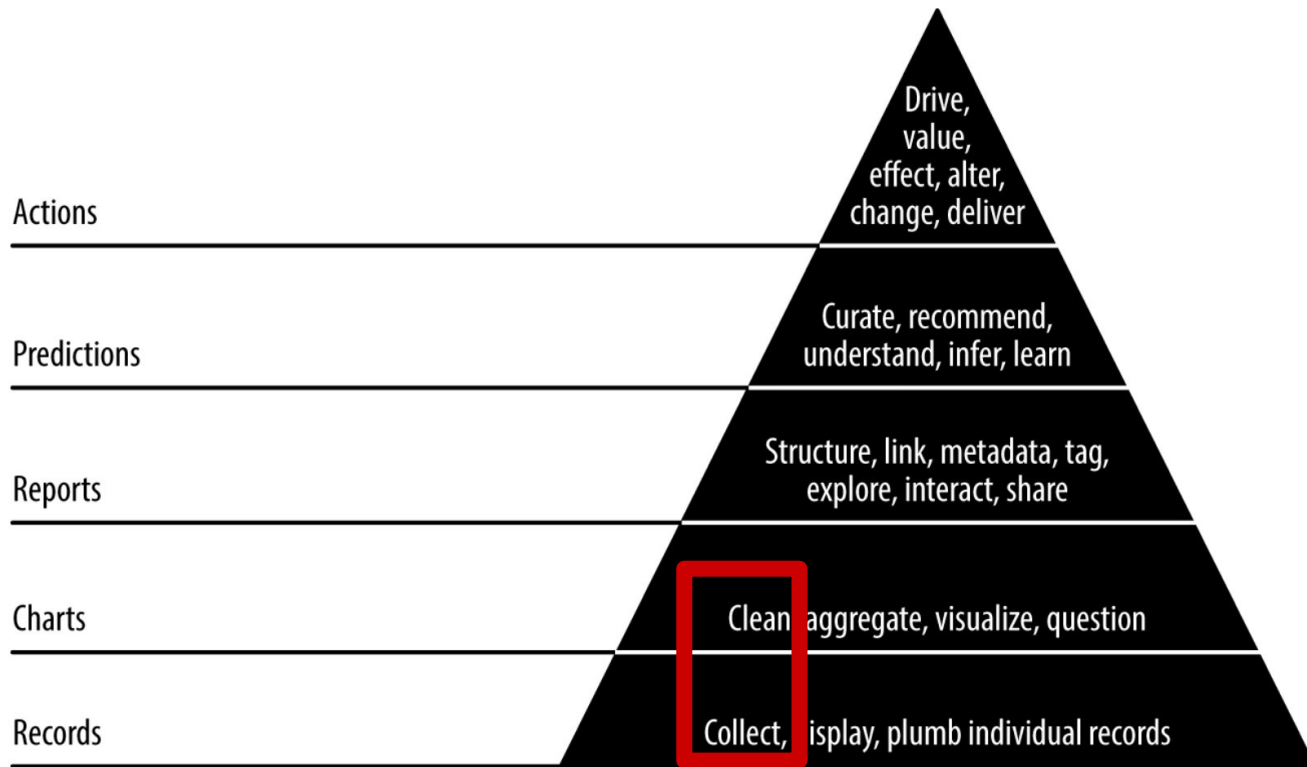 Drive,
value,
effect, alter,
change, deliver
Actions
Curate, recommend,
understand, infer, learn
Predictions
Structure, link, metadata, tag,
explore, interact, share
Reports
Charts
Clean, aggregate, visualize, question
Records
Collect, display, plumb individual records